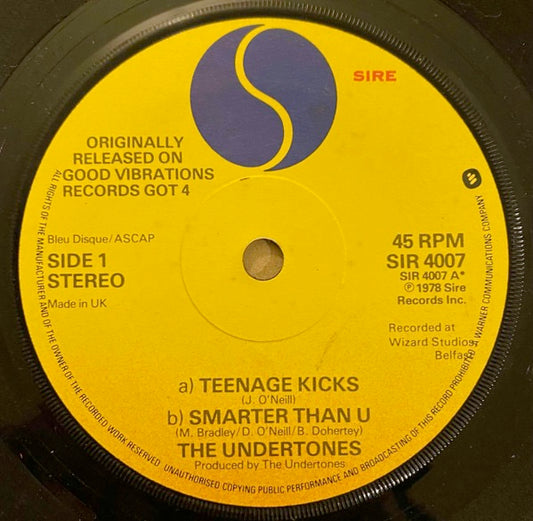 SIRE
ORIGINALLY
RELEASED ON
GOOD VIBRATIONS
RECORDS GOT 4
Bleu Disque/ASCAP
SIDE 1
STEREO
Made in UK
45 RPM
SIR 4007
SIR 4007 A*
℗ 1978 Sire
Records Inc.
Recorded at
Wizard Studios,
Belfast
a) TEENAGE KICKS
(J. O'Neill)
b) SMARTER THAN U
(M. Bradley/D. O'Neill/B. Dohertey)
THE UNDERTONES
Produced by The Undertones
ALL RIGHTS OF THE MANUFACTURER AND OF THE OWNER OF THE RECORDED WORK RESERVED UNAUTHORISED COPYING PUBLIC PERFORMANCE AND BROADCASTING OF THIS RECORD PROHIBITED A WARNER COMMUNICATIONS COMPANY